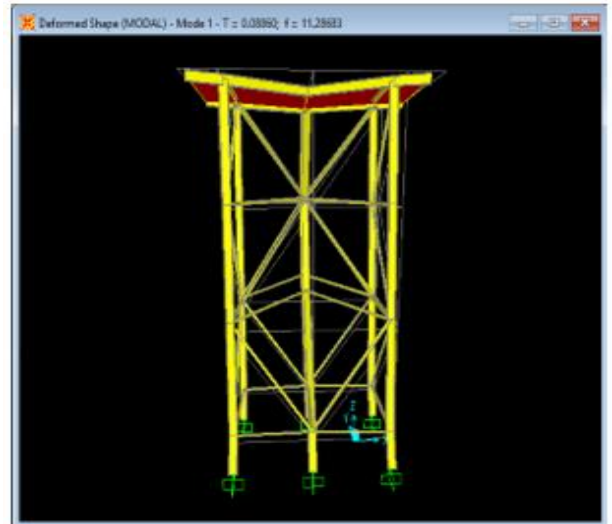 Deformed Shape (MODAL) - Mode 1 - T = 0.08860; f = 11.28683
Z